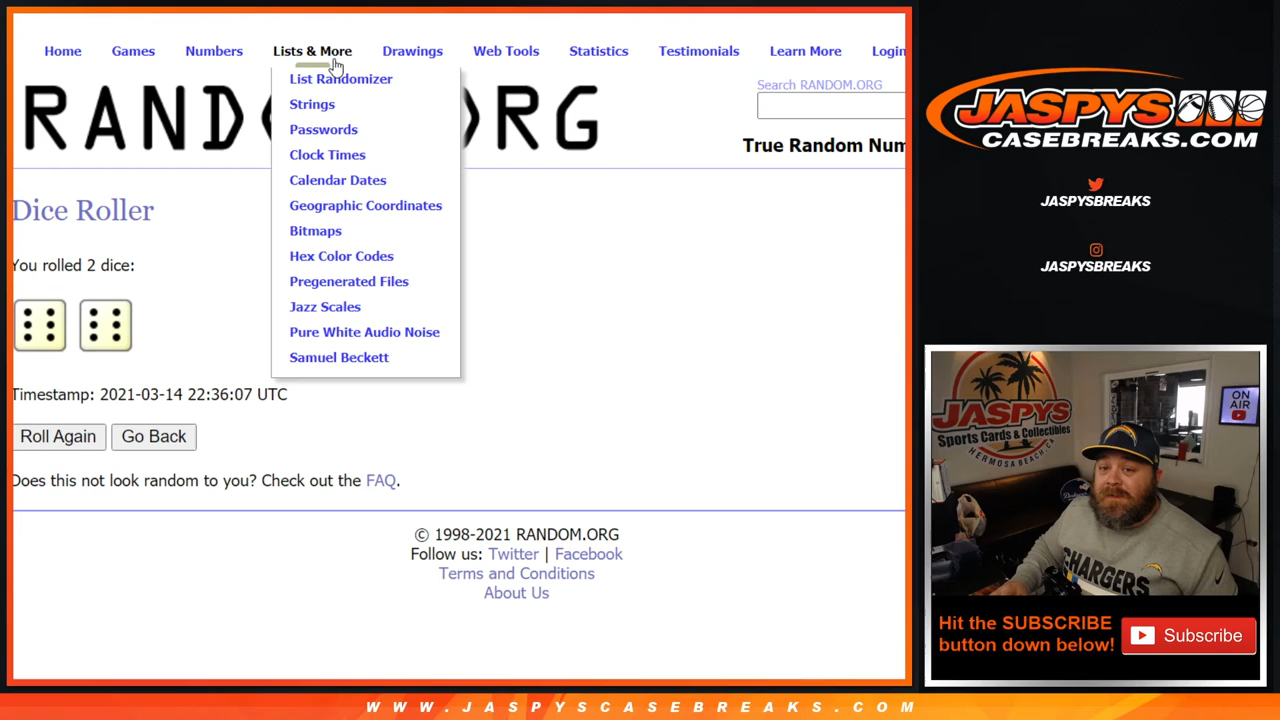 Home Games Numbers Lists & More Drawings Web Tools Statistics Testimonials Learn More Login
List Randomizer
Strings
Passwords
Clock Times
Calendar Dates
Geographic Coordinates
Bitmaps
Hex Color Codes
Pregenerated Files
Jazz Scales
Pure White Audio Noise
Samuel Beckett
RAND ORG
Search RANDOM.ORG
True Random Num
Dice Roller
You rolled 2 dice:
Timestamp: 2021-03-14 22:36:07 UTC
Roll Again Go Back
Does this not look random to you? Check out the FAQ.
© 1998-2021 RANDOM.ORG
Follow us: Twitter | Facebook
Terms and Conditions
About Us
JASPYS
CASEBREAKS.COM
JASPYSBREAKS
JASPYSBREAKS
JASPYS
Sports Cards & Collectibles
HERMOSA BEACH, CA
ON
AIR
Dodgers
CHARGERS
Hit the SUBSCRIBE
button down below!
Subscribe
WWW.JASPYSCASEBREAKS.COM